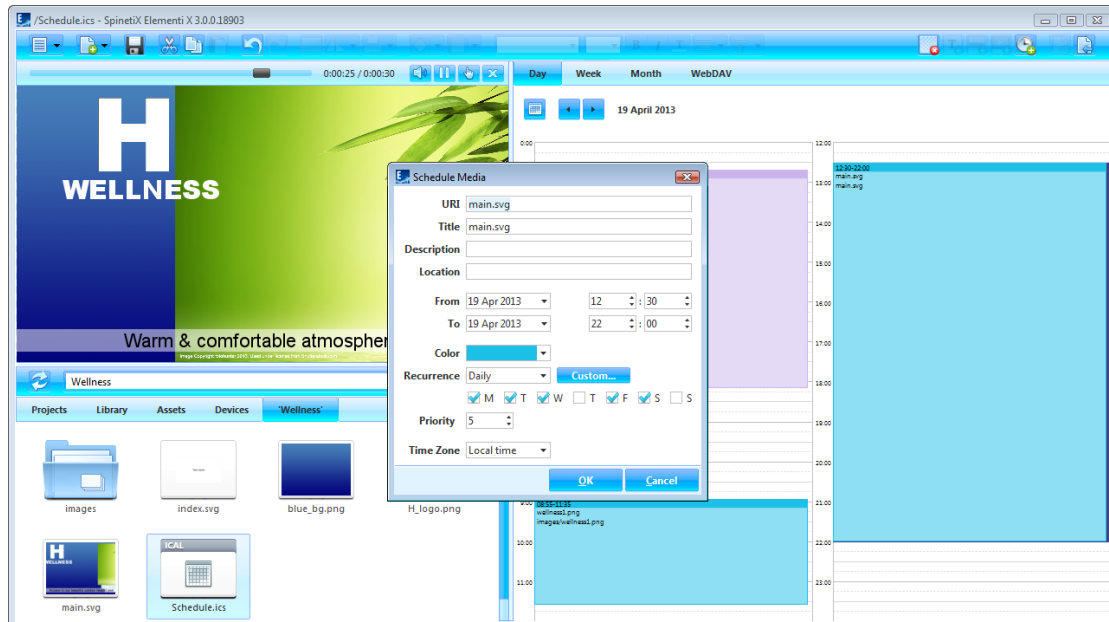 /Schedule.ics - SpinetiX Elementi X 3.0.0.18903
0:00:25 / 0:00:30
Day Week Month WebDAV
19 April 2013
H
WELLNESS
Warm & comfortable atmospher
Schedule Media
URI main.svg
Title main.svg
Description
Location
From 19 Apr 2013 12 : 30
To 19 Apr 2013 22 : 00
Color
Recurrence Daily Custom...
M T W T F S S
Priority 5
Time Zone Local time
OK Cancel
Wellness
Projects Library Assets Devices 'Wellness'
images index.svg blue_bg.png H_logo.png
H
WELLNESS
ICAL
main.svg Schedule.ics
0:00
9:00
08:55-11:35
wellness1.png
images/wellness1.png
10:00
11:00
12:00
12:30-22:00
main.svg
main.svg
13:00
14:00
15:00
16:00
17:00
18:00
19:00
20:00
21:00
22:00
23:00